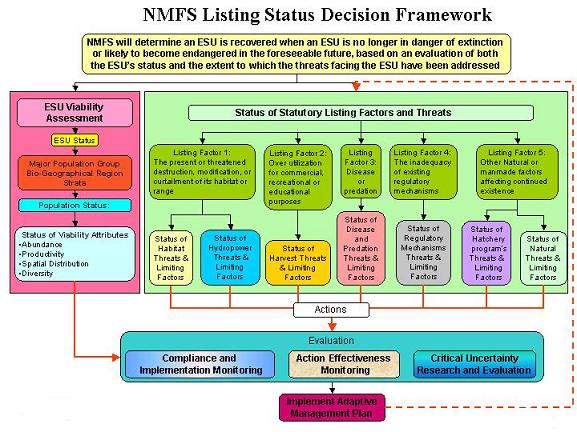 NMFS Listing Status Decision Framework
NMFS will determine an ESU is recovered when an ESU is no longer in danger of extinction
or likely to become endangered in the foreseeable future, based on an evaluation of both
the ESU's status and the extent to which the threats facing the ESU have been addressed
ESU Viability
Assessment
ESU Status
Major Population Group
Bio-Geographical Region
Strata
Population Status:
Status of Viability Attributes
•Abundance
•Productivity
•Spatial Distribution
•Diversity
Status of Statutory Listing Factors and Threats
Listing Factor 1:
The present or threatened
destruction, modification, or
curtailment of its habitat or
range
Listing Factor 2:
Over utilization
for commercial,
recreational or
educational
purposes
Listing
Factor 3:
Disease
or
predation
Listing Factor 4:
The inadequacy
of existing
regulatory
mechanisms
Listing Factor 5:
Other Natural or
manmade factors
affecting continued
existence
Status of
Habitat
Threats &
Limiting
Factors
Status of
Hydropower
Threats &
Limiting
Factors
Status of
Harvest Threats
& Limiting
Factors
Status of
Disease
and
Predation
Threats &
Limiting
Factors
Status of
Regulatory
Mechanisms
Threats &
Limiting
Factors
Status of
Hatchery
program's
Threats &
Limiting
Factors
Status of
Natural
Threats &
Limiting
Factors
Actions
Evaluation
Compliance and
Implementation Monitoring
Action Effectiveness
Monitoring
Critical Uncertainty
Research and Evaluation
Implement Adaptive
Management Plan